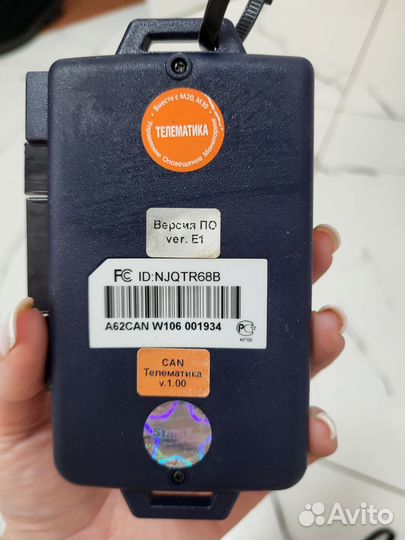 Вместе с М20, М30
ТЕЛЕМАТИКА
Управление Оповещение Мониторинг
Версия ПО
ver. E1
FC ID:NJQTR68B
A62CAN W106 001934
CAN
Телематика
v.1.00
StarLine
Avito